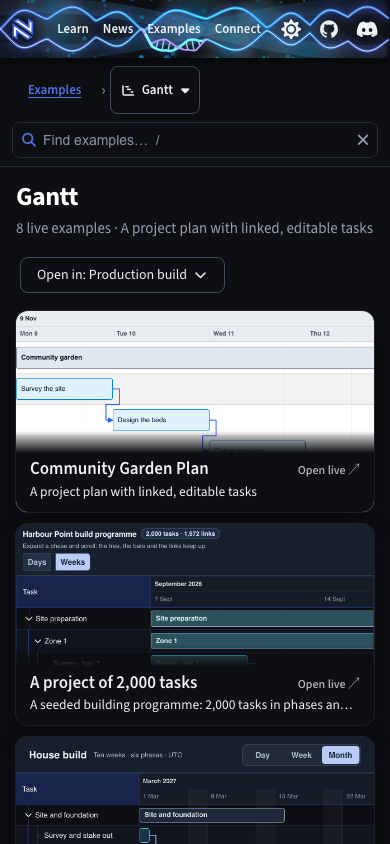 Learn News Examples Connect
Examples › Gantt
Find examples… /
Gantt
8 live examples · A project plan with linked, editable tasks
Open in: Production build
9 Nov
Mon 9 Tue 10 Wed 11 Thu 12
Community garden
Survey the site
Design the beds
Community Garden Plan
Open live ↗
A project plan with linked, editable tasks
Harbour Point build programme 2,000 tasks · 1,972 links
Expand a phase and scroll: the tree, the bars and the links keep up.
Days Weeks
Task
September 2026
7 Sept 14 Sept
Site preparation Site preparation
Zone 1 Zone 1
A project of 2,000 tasks
Open live ↗
A seeded building programme: 2,000 tasks in phases an…
House build Ten weeks · six phases · UTC Day Week Month
Task
March 2027
1 Mar 8 Mar 15 Mar 22 Mar
Site and foundation Site and foundation
Survey and stake out